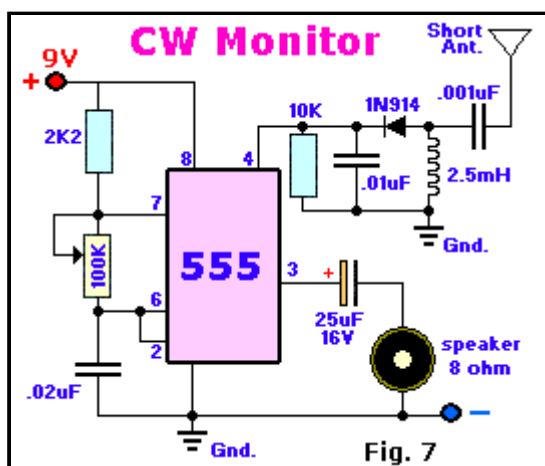 CW Monitor
Short
Ant.
+ 9V
.001uF
10K
1N914
2K2
8
4
.01uF
2.5mH
7
Gnd.
100K
555
3
+
6
25uF
16V
2
speaker
8 ohm
.02uF
−
Gnd.
Fig. 7